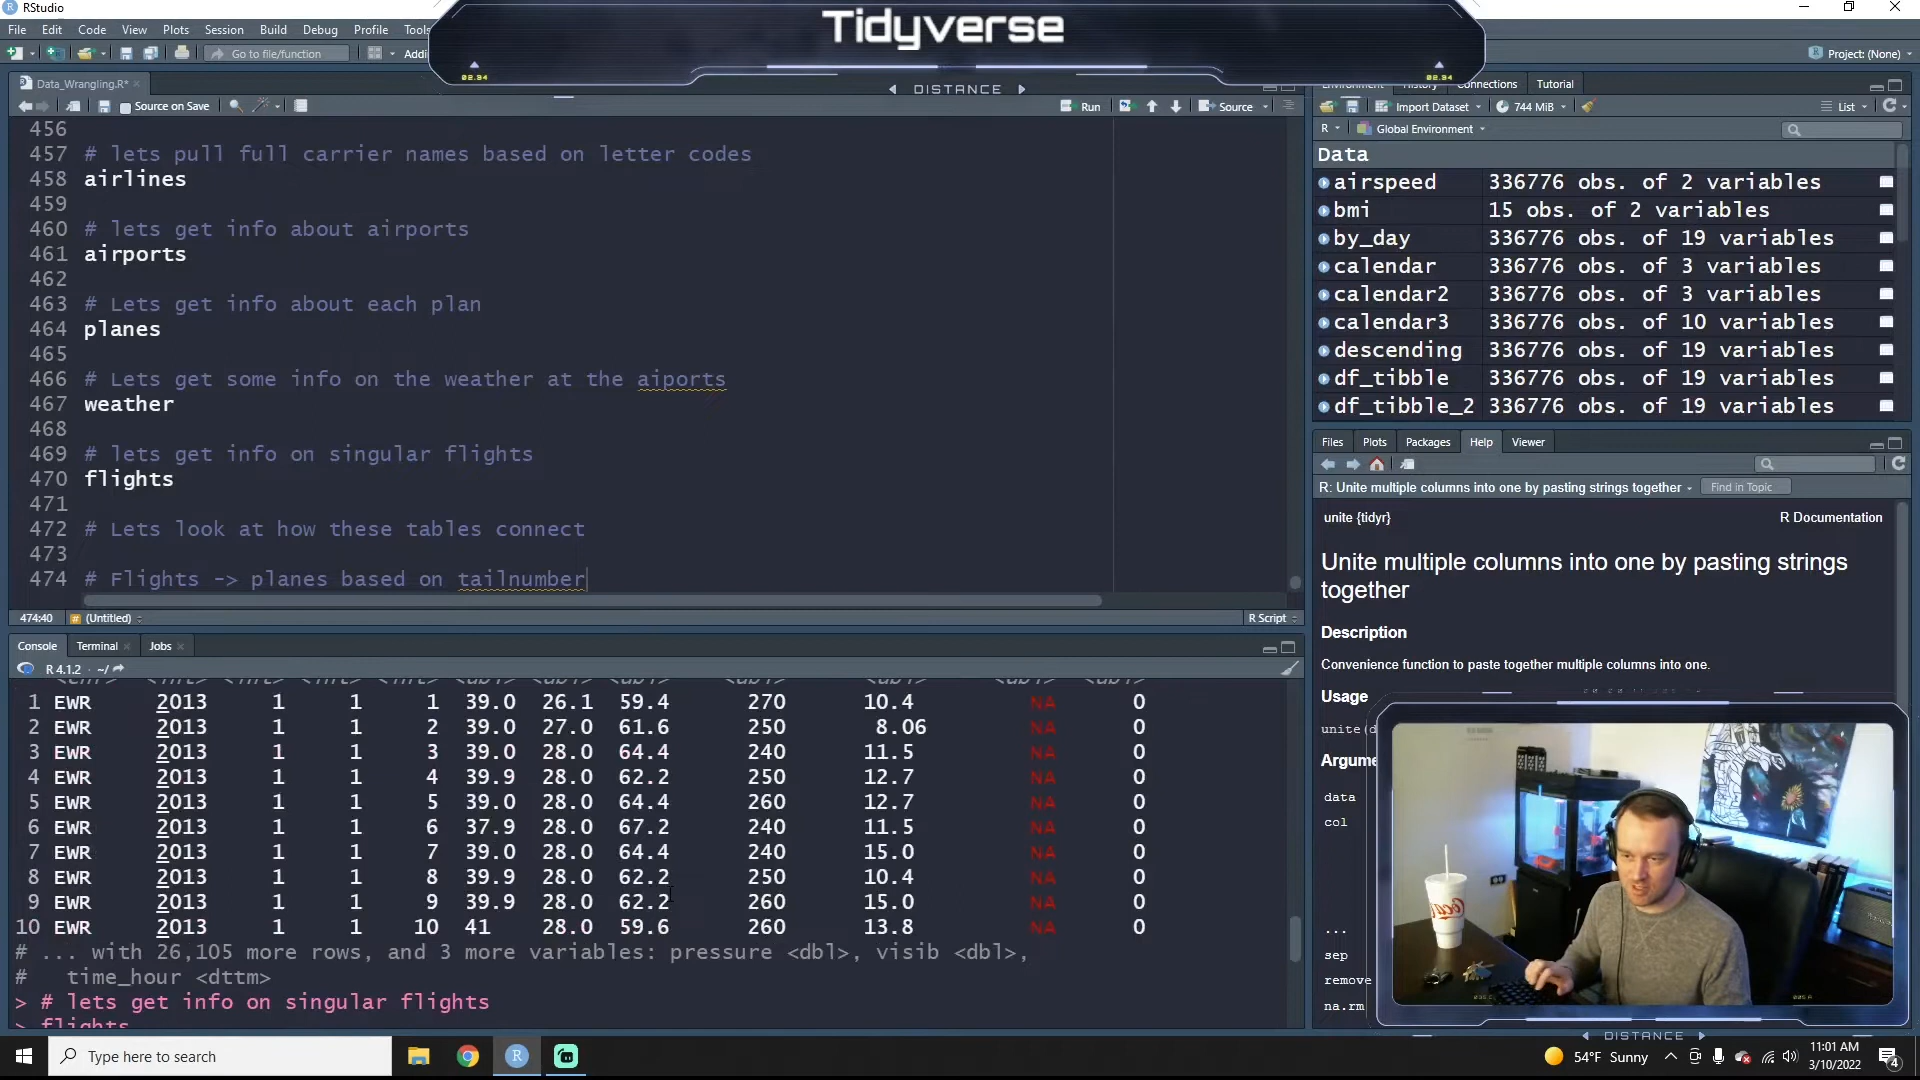 RStudio
Tidyverse
File Edit Code View Plots Session Build Debug Profile Tools
Go to file/function
Addi
Project: (None)
02.94
02.94
DISTANCE
Data_Wrangling.R*
Source on Save
Run
Source
456
457 # lets pull full carrier names based on letter codes
458 airlines
459
460 # lets get info about airports
461 airports
462
463 # Lets get info about each plan
464 planes
465
466 # Lets get some info on the weather at the aiports
467 weather
468
469 # lets get info on singular flights
470 flights
471
472 # Lets look at how these tables connect
473
474 # Flights -> planes based on tailnumber
474:40 (Untitled) R Script
Console Terminal Jobs
R 4.1.2 · ~/
1 EWR 2013 1 1 1 39.0 26.1 59.4 270 10.4 NA 0
2 EWR 2013 1 1 2 39.0 27.0 61.6 250 8.06 NA 0
3 EWR 2013 1 1 3 39.0 28.0 64.4 240 11.5 NA 0
4 EWR 2013 1 1 4 39.9 28.0 62.2 250 12.7 NA 0
5 EWR 2013 1 1 5 39.0 28.0 64.4 260 12.7 NA 0
6 EWR 2013 1 1 6 37.9 28.0 67.2 240 11.5 NA 0
7 EWR 2013 1 1 7 39.0 28.0 64.4 240 15.0 NA 0
8 EWR 2013 1 1 8 39.9 28.0 62.2 250 10.4 NA 0
9 EWR 2013 1 1 9 39.9 28.0 62.2 260 15.0 NA 0
10 EWR 2013 1 1 10 41 28.0 59.6 260 13.8 NA 0
# ... with 26,105 more rows, and 3 more variables: pressure <dbl>, visib <dbl>,
#   time_hour <dttm>
> # lets get info on singular flights
> flights
Environment History Connections Tutorial
Import Dataset 744 MiB List
R Global Environment
Data
airspeed 336776 obs. of 2 variables
bmi 15 obs. of 2 variables
by_day 336776 obs. of 19 variables
calendar 336776 obs. of 3 variables
calendar2 336776 obs. of 3 variables
calendar3 336776 obs. of 10 variables
descending 336776 obs. of 19 variables
df_tibble 336776 obs. of 19 variables
df_tibble_2 336776 obs. of 19 variables
Files Plots Packages Help Viewer
R: Unite multiple columns into one by pasting strings together Find in Topic
unite {tidyr} R Documentation
Unite multiple columns into one by pasting strings
together
Description
Convenience function to paste together multiple columns into one.
Usage
unite(d
Argume
data
col
...
sep
remove
na.rm
Coca
DISTANCE
Type here to search
54°F Sunny
11:01 AM
3/10/2022
4